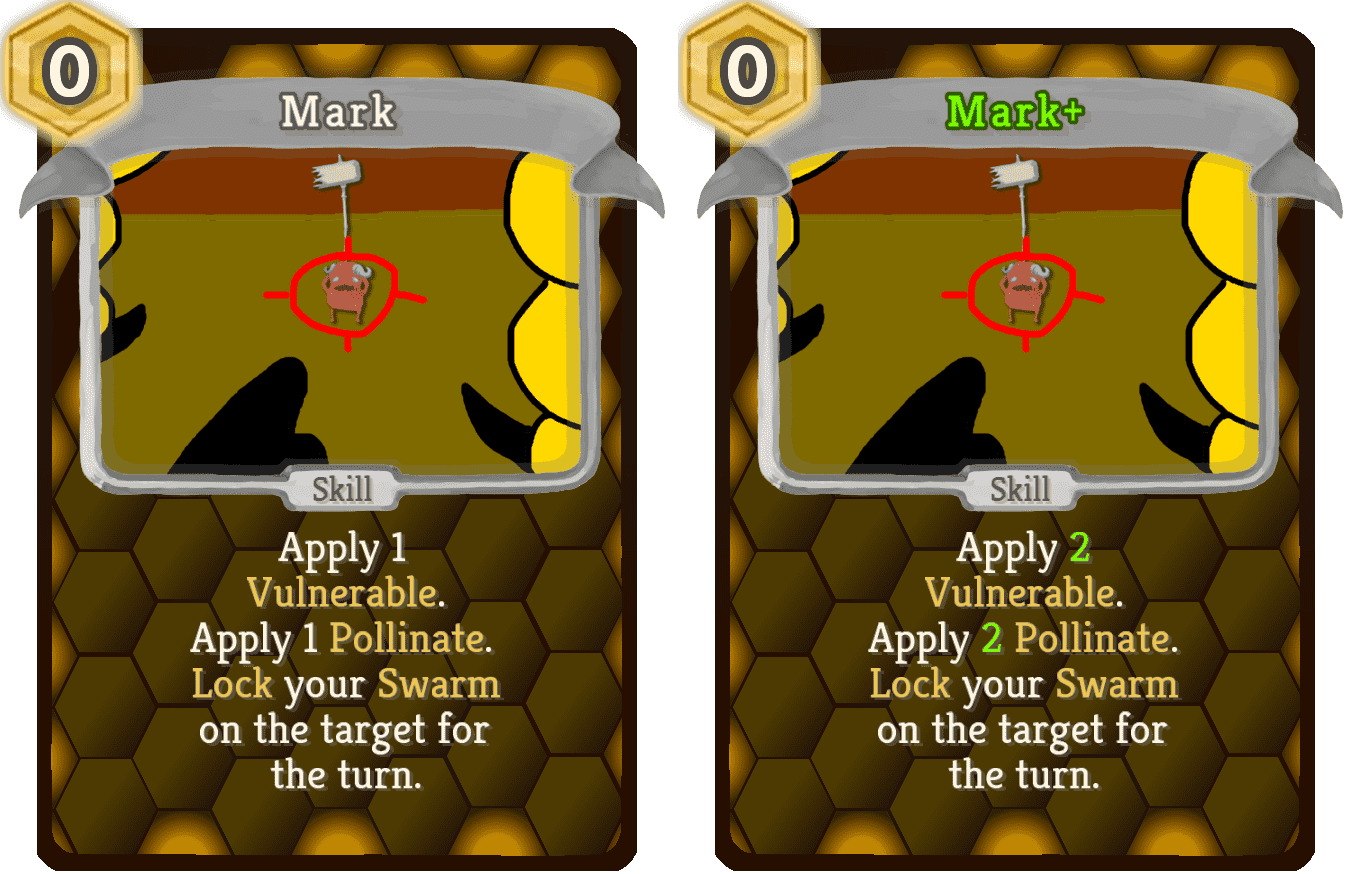 0
Mark
Skill
Apply 1
Vulnerable.
Apply 1 Pollinate.
Lock your Swarm
on the target for
the turn.
0
Mark+
Skill
Apply 2
Vulnerable.
Apply 2 Pollinate.
Lock your Swarm
on the target for
the turn.